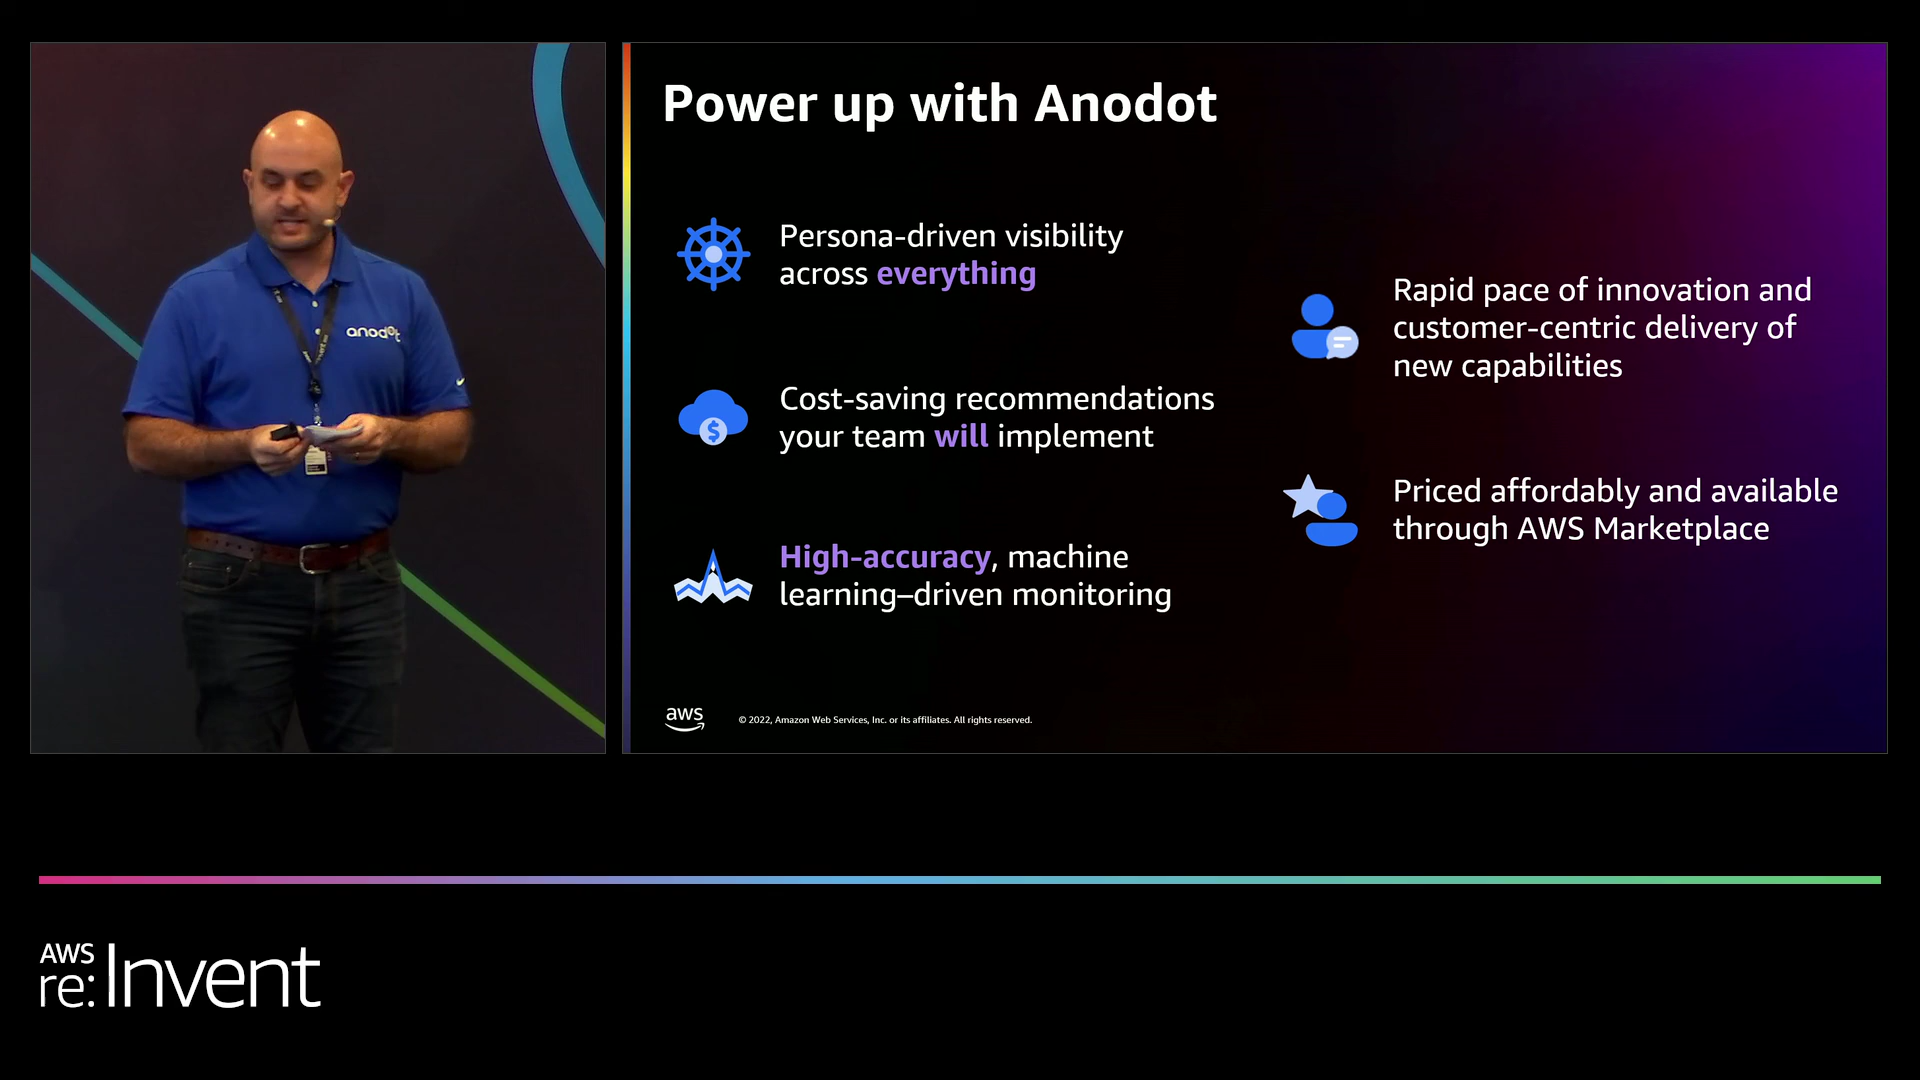 anodot
Power up with Anodot
Persona-driven visibility
across everything
Cost-saving recommendations
your team will implement
High-accuracy, machine
learning–driven monitoring
Rapid pace of innovation and
customer-centric delivery of
new capabilities
Priced affordably and available
through AWS Marketplace
aws
© 2022, Amazon Web Services, Inc. or its affiliates. All rights reserved.
AWS
re:Invent